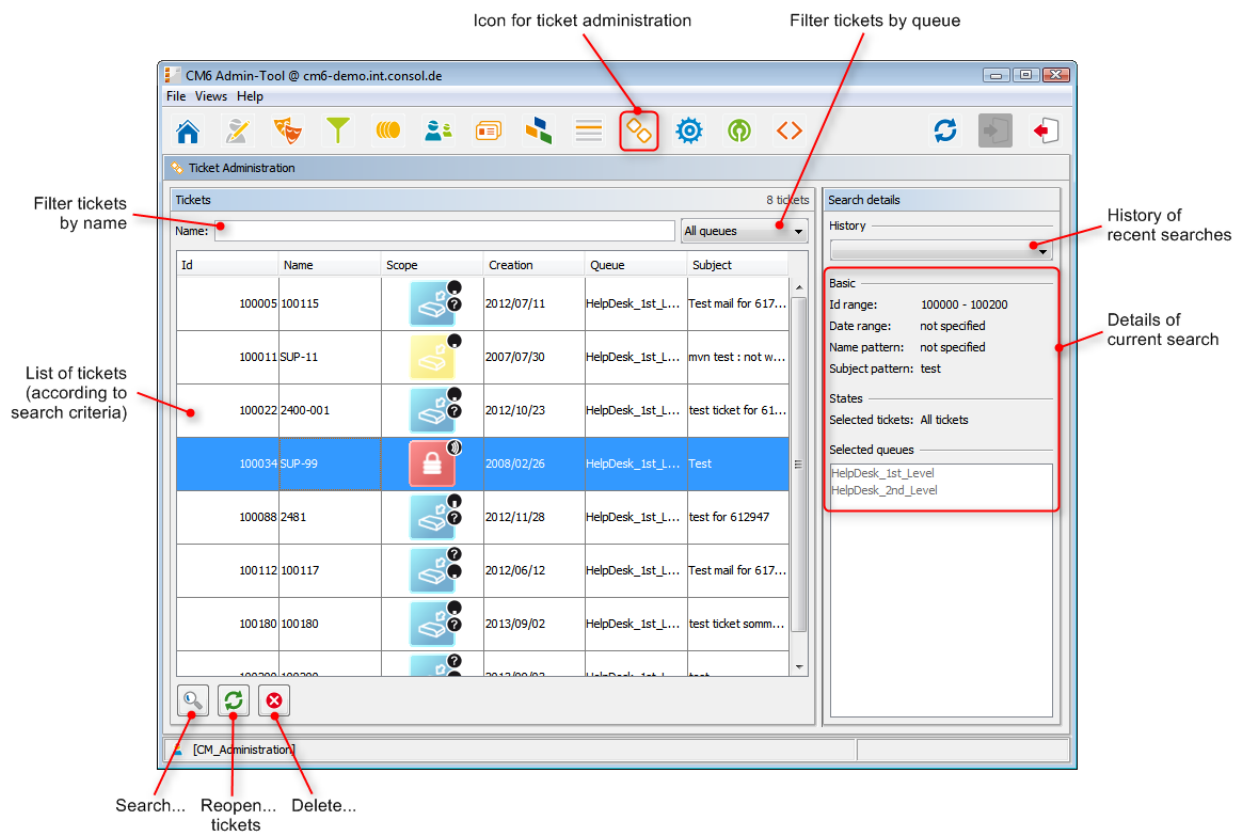 Icon for ticket administration
Filter tickets by queue
CM6 Admin-Tool @ cm6-demo.int.consol.de
File Views Help
Ticket Administration
Filter tickets
by name
Tickets
8 tickets
Search details
Name:
All queues
History
History of
recent searches
Id Name Scope Creation Queue Subject
100005 100115 2012/07/11 HelpDesk_1st_L... Test mail for 617...
100011 SUP-11 2007/07/30 HelpDesk_1st_L... mvn test : not w...
100022 2400-001 2012/10/23 HelpDesk_1st_L... test ticket for 61...
100034 SUP-99 2008/02/26 HelpDesk_1st_L... Test
100088 2481 2012/11/28 HelpDesk_1st_L... test for 612947
100112 100117 2012/06/12 HelpDesk_1st_L... Test mail for 617...
100180 100180 2013/09/02 HelpDesk_1st_L... test ticket somm...
List of tickets
(according to
search criteria)
Basic
Id range: 100000 - 100200
Date range: not specified
Name pattern: not specified
Subject pattern: test
States
Selected tickets: All tickets
Selected queues
HelpDesk_1st_Level
HelpDesk_2nd_Level
Details of
current search
[CM_Administration]
Search...
Reopen...
tickets
Delete...